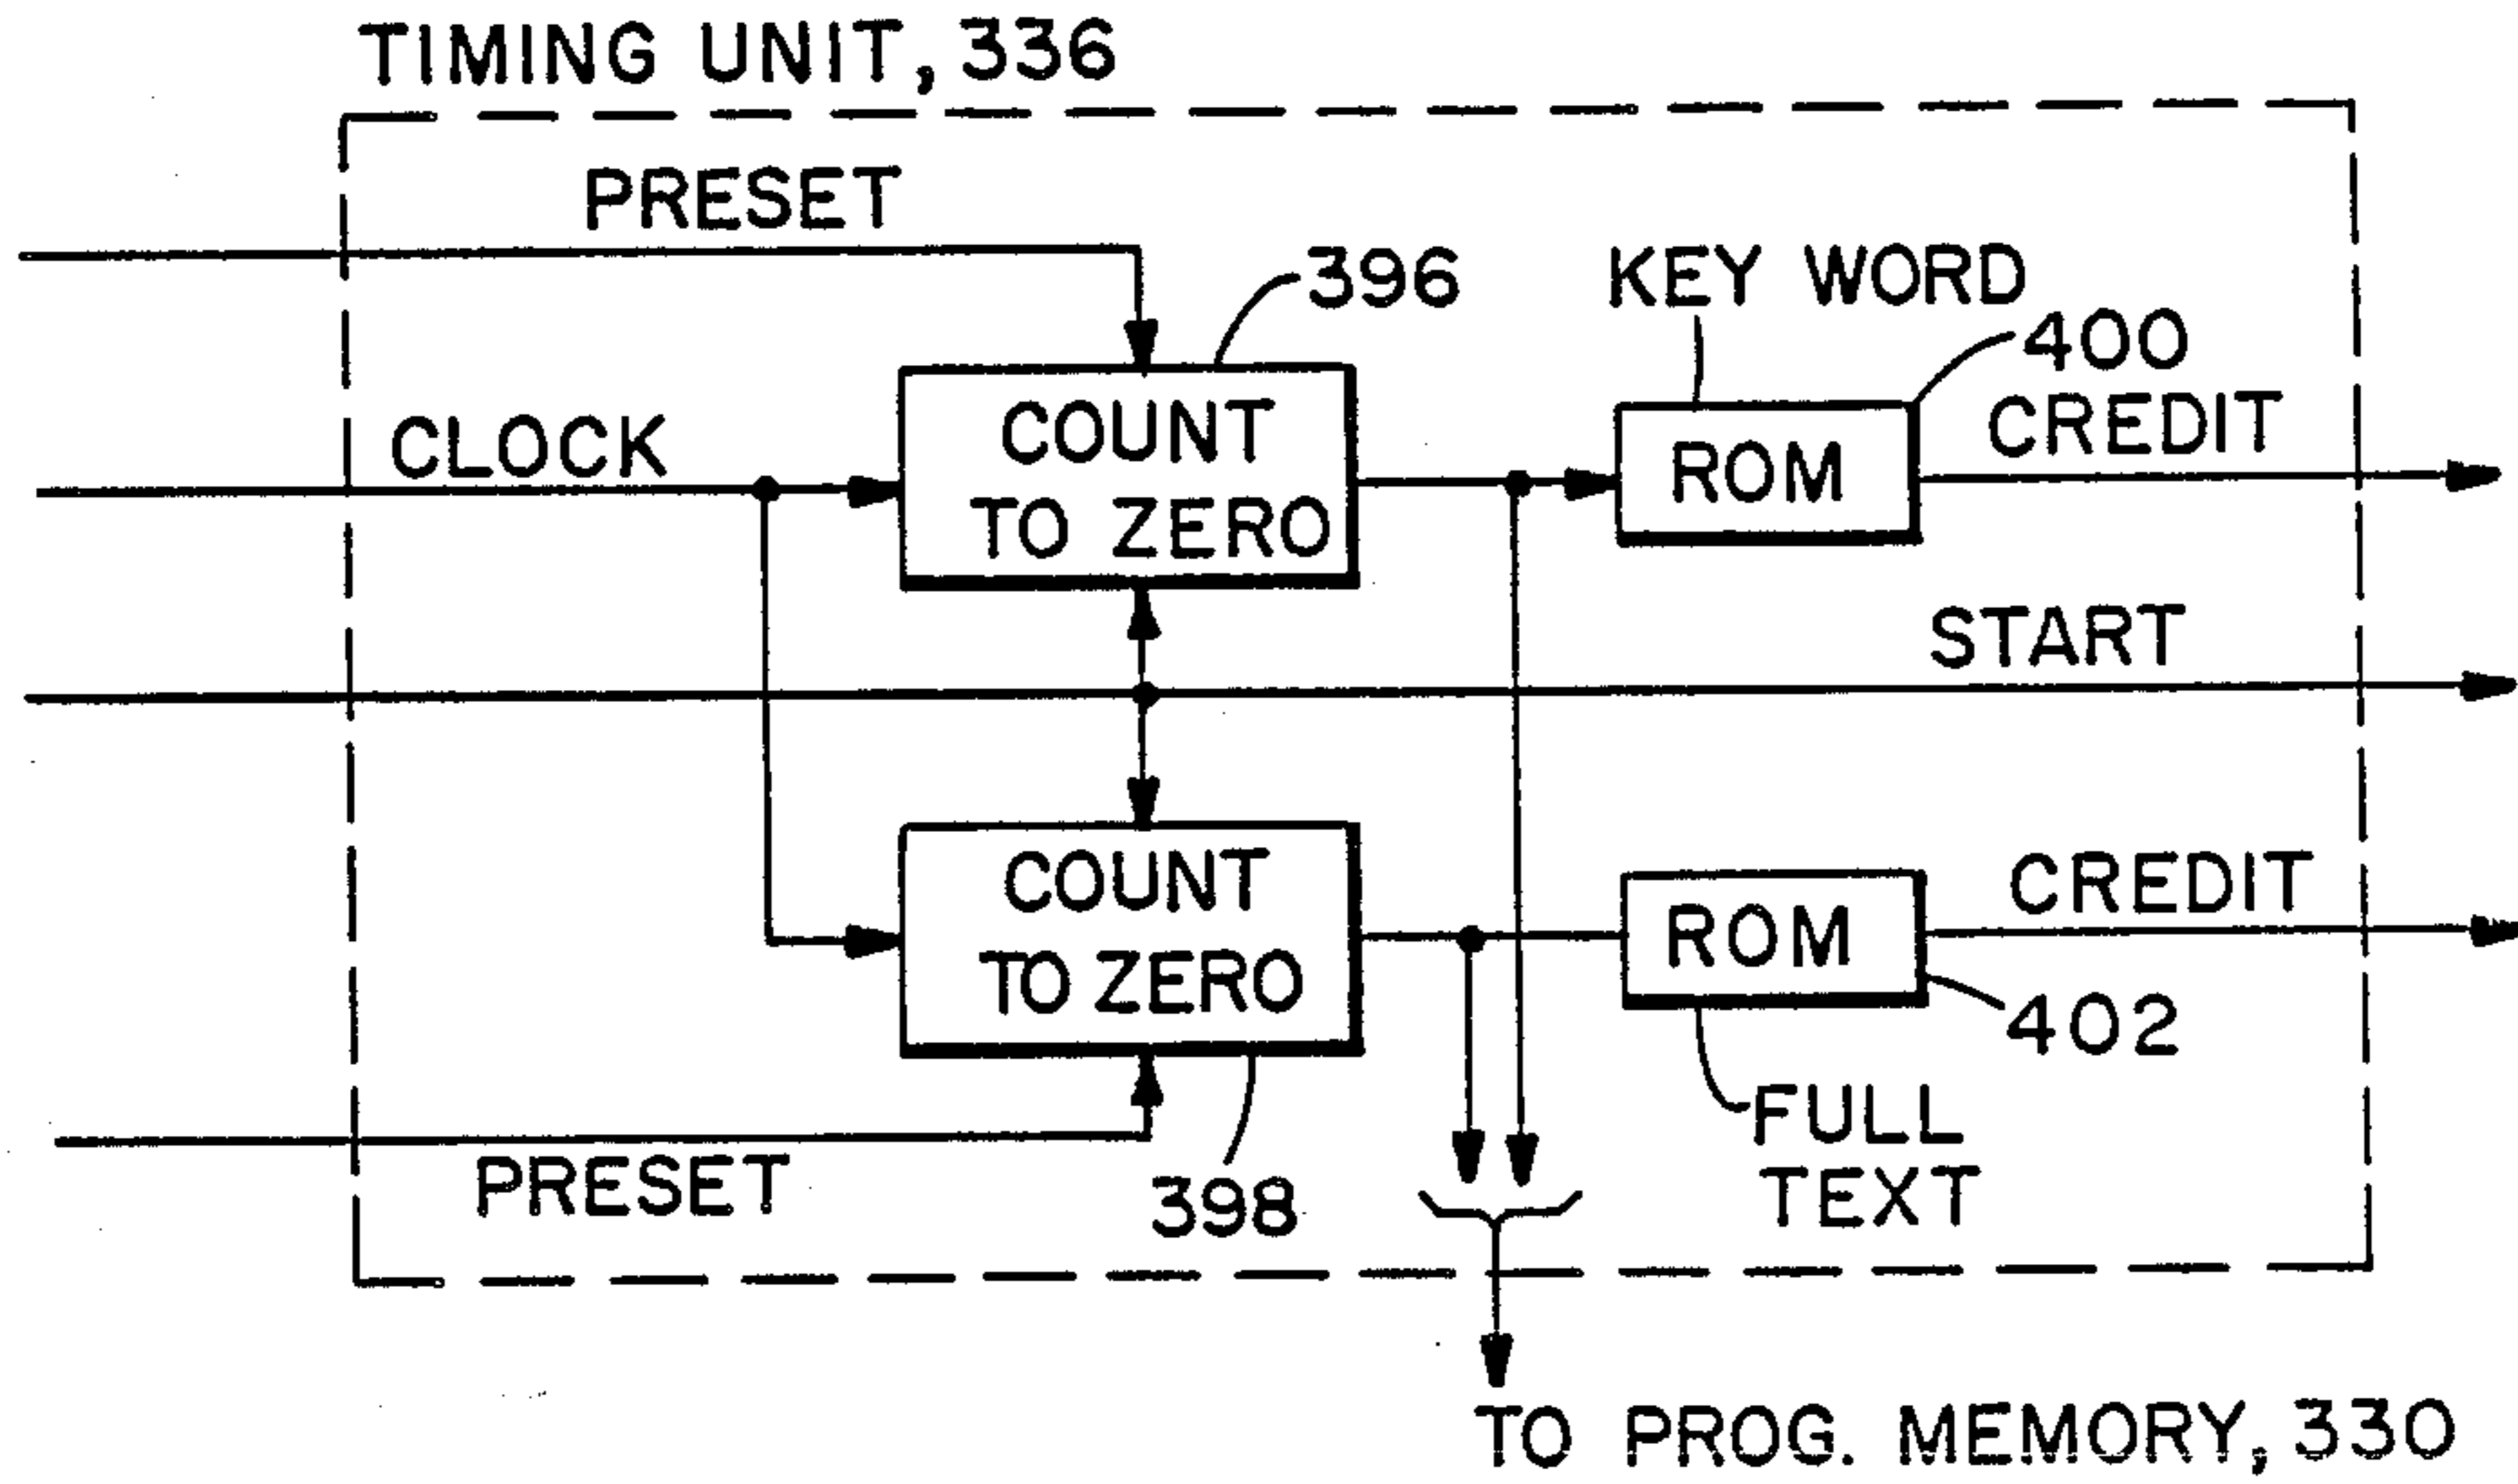 TIMING UNIT, 336
PRESET
396
KEY WORD
400
CLOCK
COUNT
TO ZERO
ROM
CREDIT
START
COUNT
TO ZERO
ROM
CREDIT
402
FULL
TEXT
PRESET
398
TO PROG. MEMORY, 330